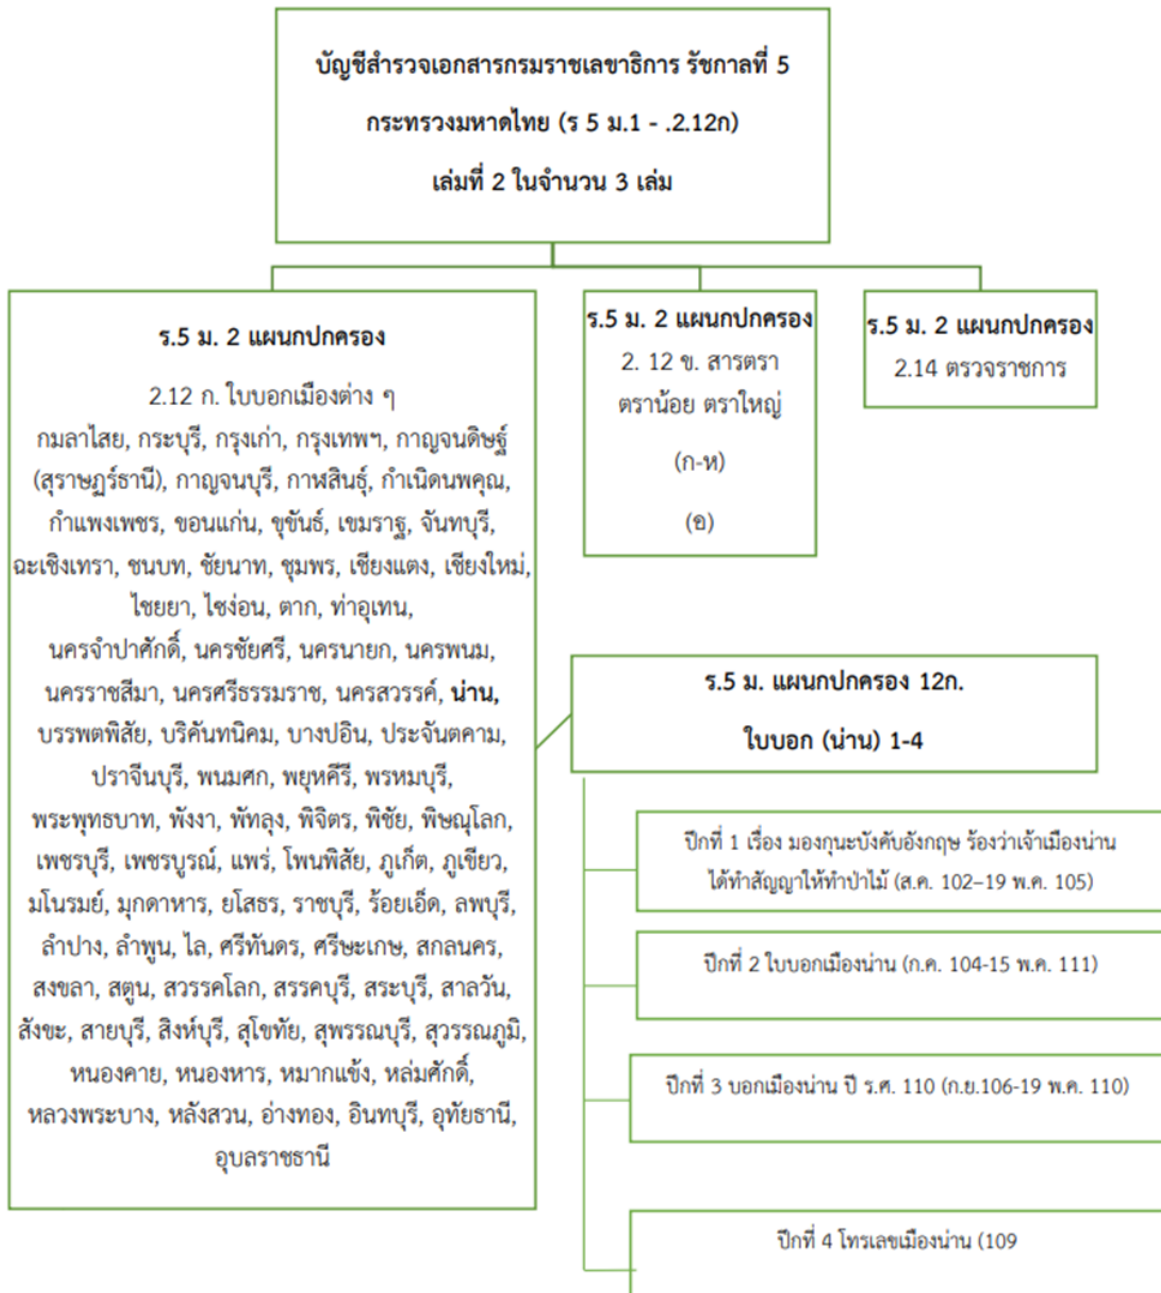 บัญชีสำรวจเอกสารกรมราชเลขาธิการ รัชกาลที่ 5
กระทรวงมหาดไทย (ร 5 ม.1 - .2.12ก)
เล่มที่ 2 ในจำนวน 3 เล่ม
ร.5 ม. 2 แผนกปกครอง
2.12 ก. ใบบอกเมืองต่าง ๆ
กมลาไสย, กระบุรี, กรุงเก่า, กรุงเทพฯ, กาญจนดิษฐ์
(สุราษฎร์ธานี), กาญจนบุรี, กาฬสินธุ์, กำเนิดนพคุณ,
กำแพงเพชร, ขอนแก่น, ขุขันธ์, เขมราฐ, จันทบุรี,
ฉะเชิงเทรา, ชนบท, ชัยนาท, ชุมพร, เชียงแตง, เชียงใหม่,
ไชยยา, ไซง่อน, ตาก, ท่าอุเทน,
นครจำปาศักดิ์, นครชัยศรี, นครนายก, นครพนม,
นครราชสีมา, นครศรีธรรมราช, นครสวรรค์, น่าน,
บรรพตพิสัย, บริคันทนิคม, บางปอิน, ประจันตคาม,
ปราจีนบุรี, พนมศก, พยุหคีรี, พรหมบุรี,
พระพุทธบาท, พังงา, พัทลุง, พิจิตร, พิชัย, พิษณุโลก,
เพชรบุรี, เพชรบูรณ์, แพร่, โพนพิสัย, ภูเก็ต, ภูเขียว,
มโนรมย์, มุกดาหาร, ยโสธร, ราชบุรี, ร้อยเอ็ด, ลพบุรี,
ลำปาง, ลำพูน, ไล, ศรีทันดร, ศรีษะเกษ, สกลนคร,
สงขลา, สตูน, สวรรคโลก, สรรคบุรี, สระบุรี, สาลวัน,
สังขะ, สายบุรี, สิงห์บุรี, สุโขทัย, สุพรรณบุรี, สุวรรณภูมิ,
หนองคาย, หนองหาร, หมากแข้ง, หล่มศักดิ์,
หลวงพระบาง, หลังสวน, อ่างทอง, อินทบุรี, อุทัยธานี,
อุบลราชธานี
ร.5 ม. 2 แผนกปกครอง
2. 12 ข. สารตรา
ตราน้อย ตราใหญ่
(ก-ห)
(อ)
ร.5 ม. 2 แผนกปกครอง
2.14 ตรวจราชการ
ร.5 ม. แผนกปกครอง 12ก.
ใบบอก (น่าน) 1-4
ปึกที่ 1 เรื่อง มองกุนะบังคับอังกฤษ ร้องว่าเจ้าเมืองน่าน
ได้ทำสัญญาให้ทำป่าไม้ (ส.ค. 102–19 พ.ค. 105)
ปึกที่ 2 ใบบอกเมืองน่าน (ก.ค. 104-15 พ.ค. 111)
ปึกที่ 3 บอกเมืองน่าน ปี ร.ศ. 110 (ก.ย.106-19 พ.ค. 110)
ปึกที่ 4 โทรเลขเมืองน่าน (109